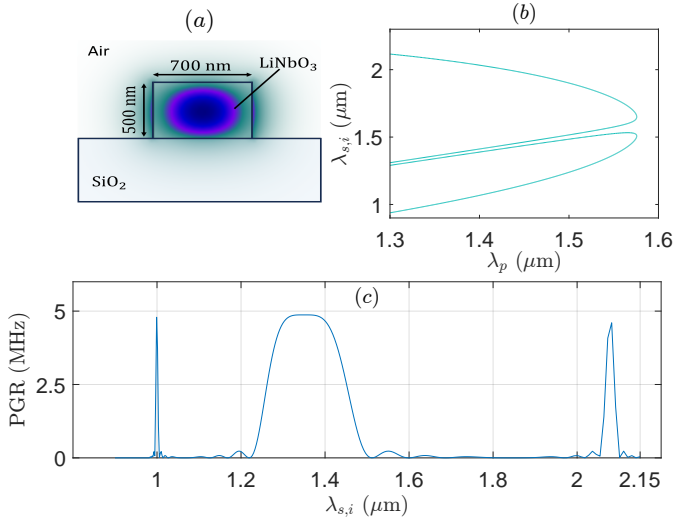 (a)
Air
700 nm
LiNbO₃
500 nm
SiO₂
(b)
2
1.5
1
λs,i (μm)
1.3
1.4
1.5
1.6
λp (μm)
(c)
5
2.5
0
PGR (MHz)
1
1.2
1.4
1.6
1.8
2
2.15
λs,i (μm)